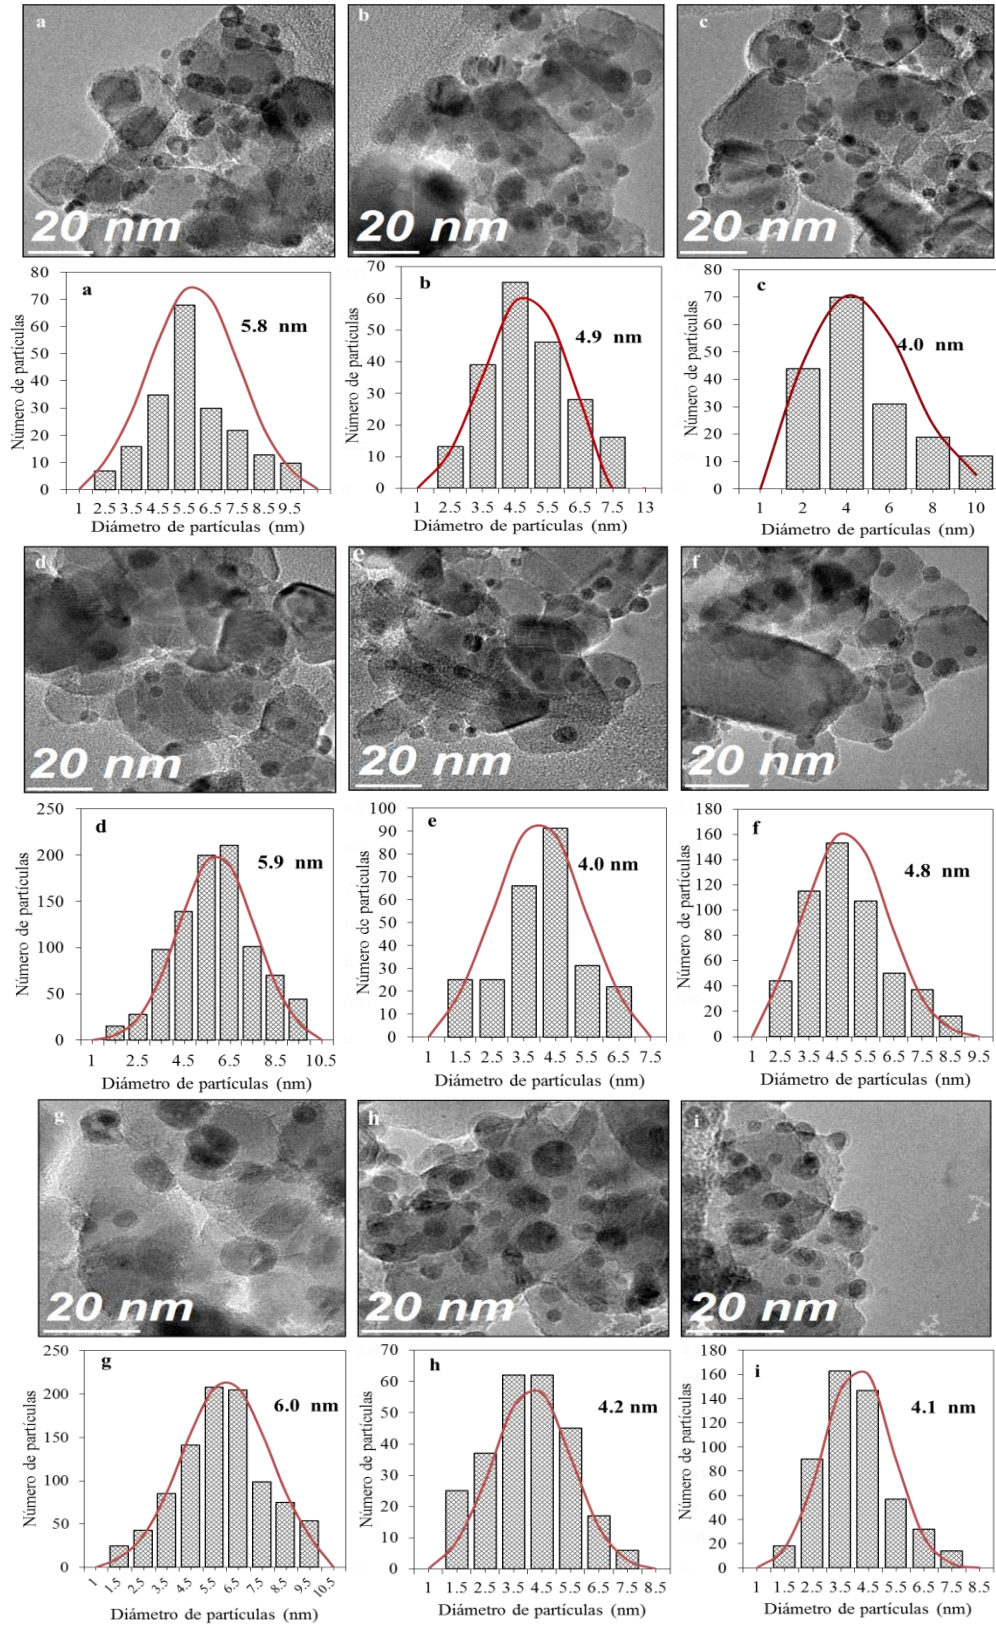 a
20 nm
b
20 nm
c
20 nm
a
5.8 nm
Número de partículas
80
70
60
50
40
30
20
10
0
1 2.5 3.5 4.5 5.5 6.5 7.5 8.5 9.5
Diámetro de partículas (nm)
b
4.9 nm
Número de partículas
70
60
50
40
30
20
10
0
1 2.5 3.5 4.5 5.5 6.5 7.5 13
Diámetro de partículas (nm)
c
4.0 nm
Número de partículas
80
70
60
50
40
30
20
10
0
1 2 4 6 8 10
Diámetro de partículas (nm)
d
20 nm
e
20 nm
f
20 nm
d
5.9 nm
Número de partículas
250
200
150
100
50
0
1 2.5 4.5 6.5 8.5 10.5
Diámetro de partículas (nm)
e
4.0 nm
Número de partículas
100
90
80
70
60
50
40
30
20
10
0
1 1.5 2.5 3.5 4.5 5.5 6.5 7.5
Diámetro de partículas (nm)
f
4.8 nm
Número de partículas
180
160
140
120
100
80
60
40
20
0
1 2.5 3.5 4.5 5.5 6.5 7.5 8.5 9.5
Diámetro de partículas (nm)
g
20 nm
h
20 nm
i
20 nm
g
6.0 nm
Número de partículas
250
200
150
100
50
0
1 1.5 2.5 3.5 4.5 5.5 6.5 7.5 8.5 9.5 10.5
Diámetro de partículas (nm)
h
4.2 nm
Número de partículas
70
60
50
40
30
20
10
0
1 1.5 2.5 3.5 4.5 5.5 6.5 7.5 8.5
Diámetro de partículas (nm)
i
4.1 nm
Número de partículas
180
160
140
120
100
80
60
40
20
0
1 1.5 2.5 3.5 4.5 5.5 6.5 7.5 8.5
Diámetro de partículas (nm)